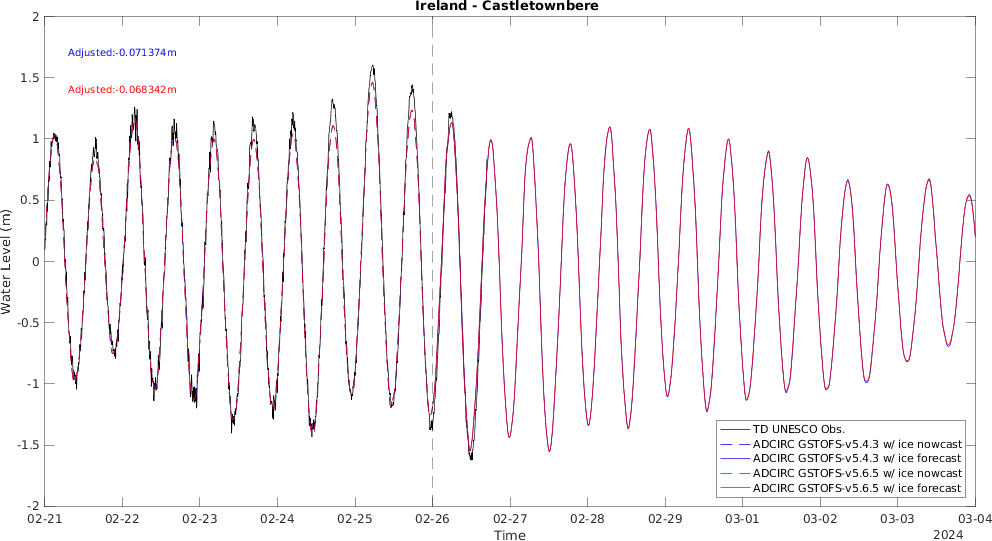 Ireland - Castletownbere
Adjusted:-0.071374m
Adjusted:-0.068342m
2
1.5
1
0.5
0
-0.5
-1
-1.5
-2
Water Level (m)
TD UNESCO Obs.
ADCIRC GSTOFS-v5.4.3 w/ ice nowcast
ADCIRC GSTOFS-v5.4.3 w/ ice forecast
ADCIRC GSTOFS-v5.6.5 w/ ice nowcast
ADCIRC GSTOFS-v5.6.5 w/ ice forecast
02-21 02-22 02-23 02-24 02-25 02-26 02-27 02-28 02-29 03-01 03-02 03-03 03-04
Time
2024